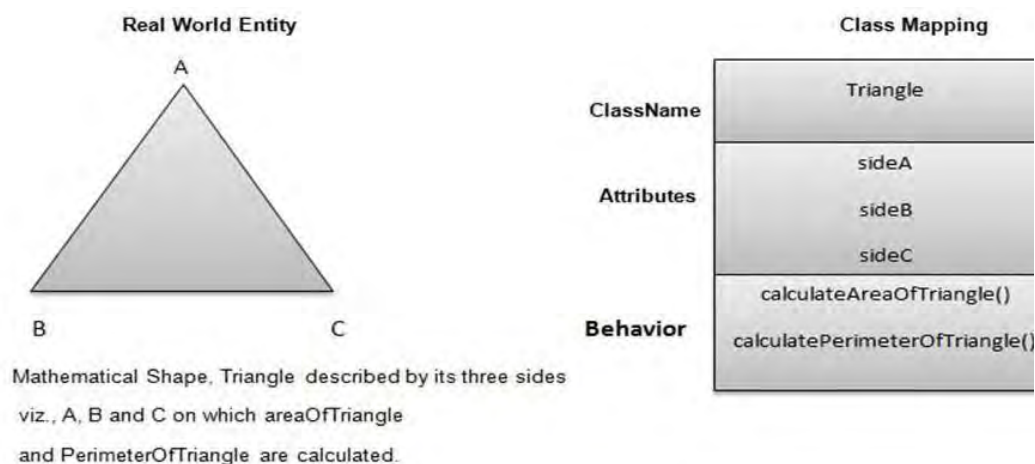 Real World Entity
A
B
C
Mathematical Shape, Triangle described by its three sides
viz., A, B and C on which areaOfTriangle
and PerimeterOfTriangle are calculated.
Class Mapping
ClassName
Triangle
Attributes
sideA
sideB
sideC
Behavior
calculateAreaOfTriangle()
calculatePerimeterOfTriangle()